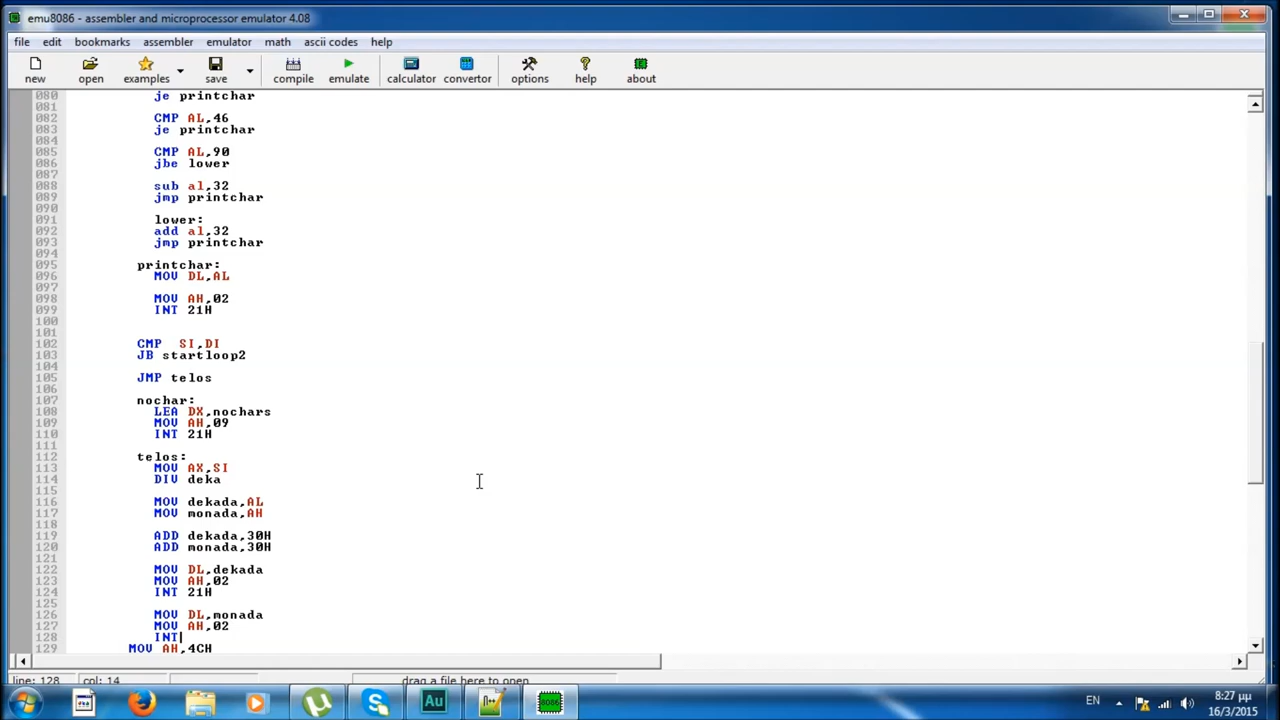 emu8086 - assembler and microprocessor emulator 4.08
file edit bookmarks assembler emulator math ascii codes help
new open examples save compile emulate calculator convertor options help about
080 je printchar
081
082 CMP AL,46
083 je printchar
084
085 CMP AL,90
086 jbe lower
087
088 sub al,32
089 jmp printchar
090
091 lower:
092 add al,32
093 jmp printchar
094
095 printchar:
096 MOV DL,AL
097
098 MOV AH,02
099 INT 21H
100
101
102 CMP SI,DI
103 JB startloop2
104
105 JMP telos
106
107 nochar:
108 LEA DX,nochars
109 MOV AH,09
110 INT 21H
111
112 telos:
113 MOV AX,SI
114 DIV deka
115
116 MOV dekada,AL
117 MOV monada,AH
118
119 ADD dekada,30H
120 ADD monada,30H
121
122 MOV DL,dekada
123 MOV AH,02
124 INT 21H
125
126 MOV DL,monada
127 MOV AH,02
128 INT
129 MOV AH,4CH
line: 128 col: 14 drag a file here to open
Au 8086 EN 8:27 μμ
16/3/2015